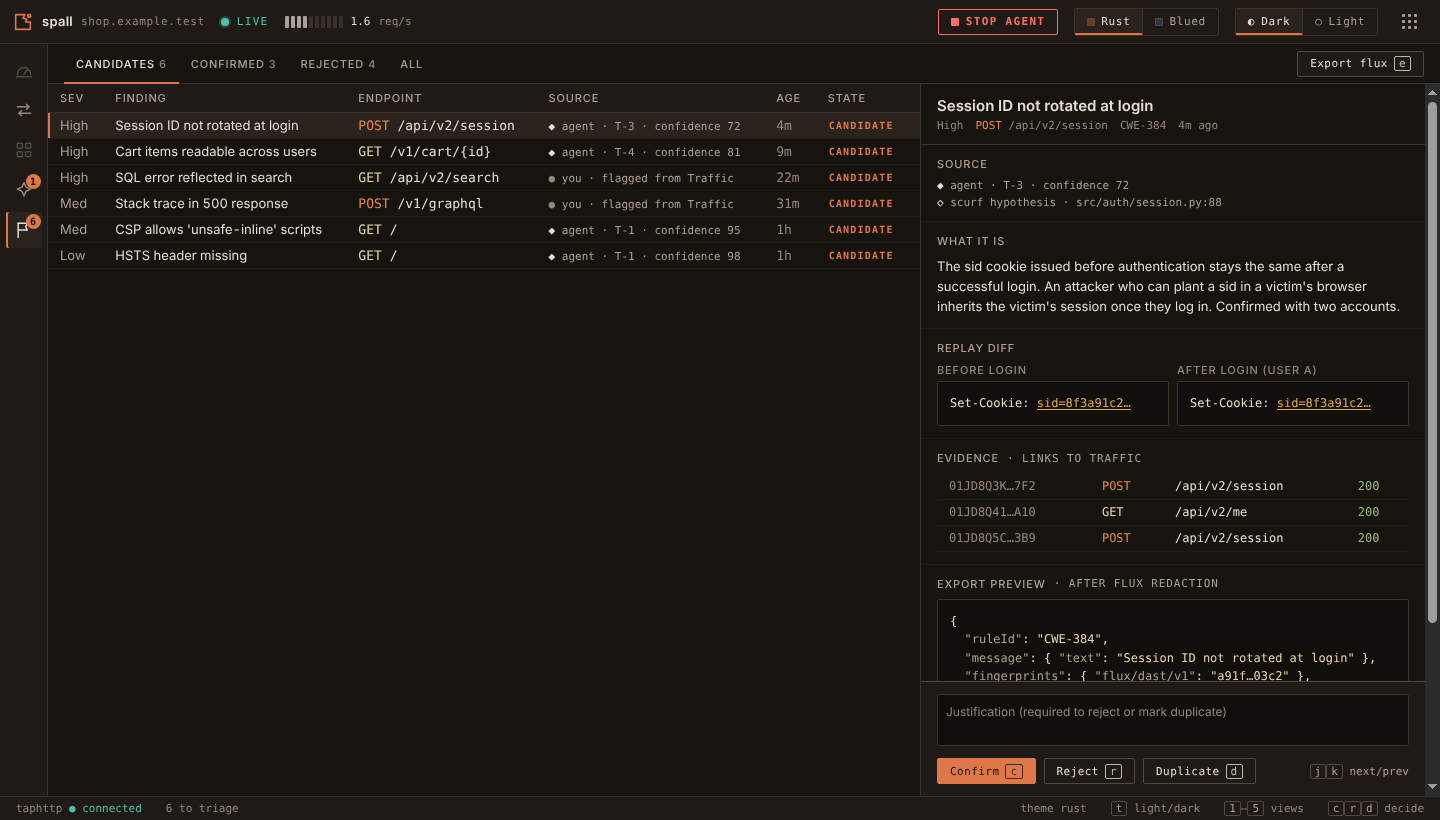 spall shop.example.test LIVE 1.6 req/s STOP AGENT Rust Blued Dark Light
CANDIDATES 6 CONFIRMED 3 REJECTED 4 ALL Export flux e
SEV FINDING ENDPOINT SOURCE AGE STATE
High Session ID not rotated at login POST /api/v2/session ◆ agent · T-3 · confidence 72 4m CANDIDATE
High Cart items readable across users GET /v1/cart/{id} ◆ agent · T-4 · confidence 81 9m CANDIDATE
High SQL error reflected in search GET /api/v2/search ● you · flagged from Traffic 22m CANDIDATE
Med Stack trace in 500 response POST /v1/graphql ● you · flagged from Traffic 31m CANDIDATE
Med CSP allows 'unsafe-inline' scripts GET / ◆ agent · T-1 · confidence 95 1h CANDIDATE
Low HSTS header missing GET / ◆ agent · T-1 · confidence 98 1h CANDIDATE
1
6
Session ID not rotated at login
High POST /api/v2/session CWE-384 4m ago
SOURCE
◆ agent · T-3 · confidence 72
◇ scurf hypothesis · src/auth/session.py:88
WHAT IT IS
The sid cookie issued before authentication stays the same after a
successful login. An attacker who can plant a sid in a victim's browser
inherits the victim's session once they log in. Confirmed with two accounts.
REPLAY DIFF
BEFORE LOGIN AFTER LOGIN (USER A)
Set-Cookie: sid=8f3a91c2… Set-Cookie: sid=8f3a91c2…
EVIDENCE · LINKS TO TRAFFIC
01JD8Q3K…7F2 POST /api/v2/session 200
01JD8Q41…A10 GET /api/v2/me 200
01JD8Q5C…3B9 POST /api/v2/session 200
EXPORT PREVIEW · AFTER FLUX REDACTION
{
"ruleId": "CWE-384",
"message": { "text": "Session ID not rotated at login" },
"fingerprints": { "flux/dast/v1": "a91f…03c2" },
Justification (required to reject or mark duplicate)
Confirm c Reject r Duplicate d j k next/prev
taphttp ● connected 6 to triage theme rust t light/dark 1–5 views c r d decide